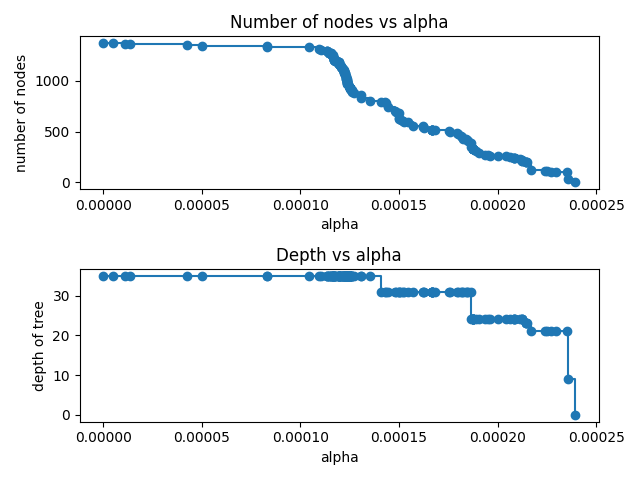 Number of nodes vs alpha
number of nodes
1000
500
0
0.00000 0.00005 0.00010 0.00015 0.00020 0.00025
alpha
Depth vs alpha
depth of tree
30
20
10
0
0.00000 0.00005 0.00010 0.00015 0.00020 0.00025
alpha